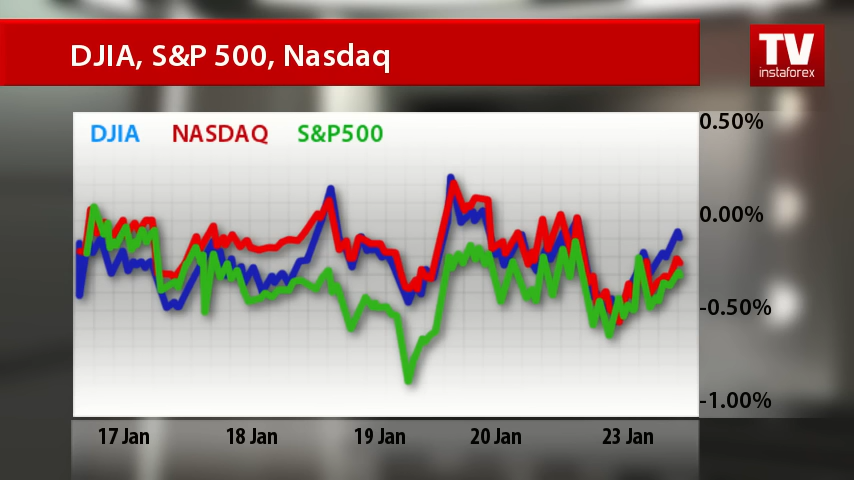 DJIA, S&P 500, Nasdaq
TV
instaforex
DJIA NASDAQ S&P500
0.50%
0.00%
-0.50%
-1.00%
17 Jan 18 Jan 19 Jan 20 Jan 23 Jan